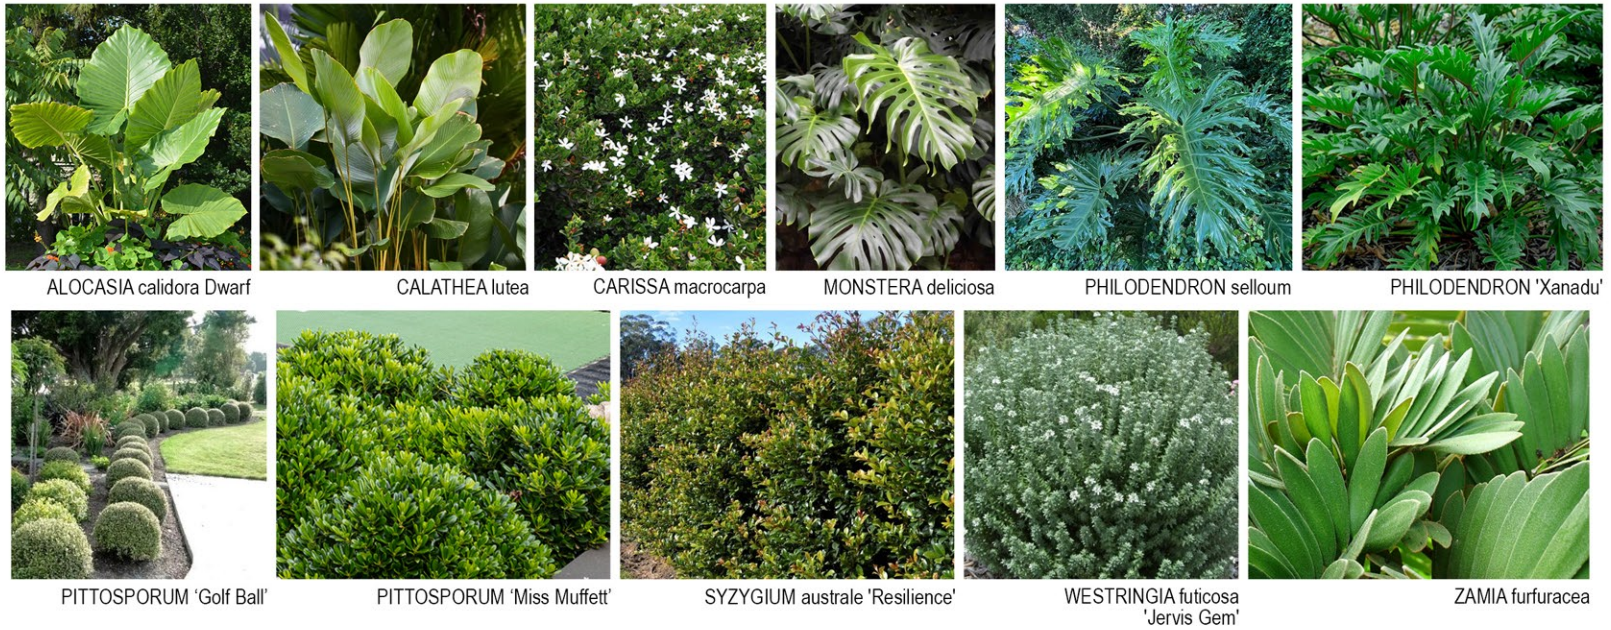 ALOCASIA calidora Dwarf
CALATHEA lutea
CARISSA macrocarpa
MONSTERA deliciosa
PHILODENDRON selloum
PHILODENDRON 'Xanadu'
PITTOSPORUM ‘Golf Ball’
PITTOSPORUM ‘Miss Muffett’
SYZYGIUM australe 'Resilience'
WESTRINGIA futicosa
'Jervis Gem'
ZAMIA furfuracea